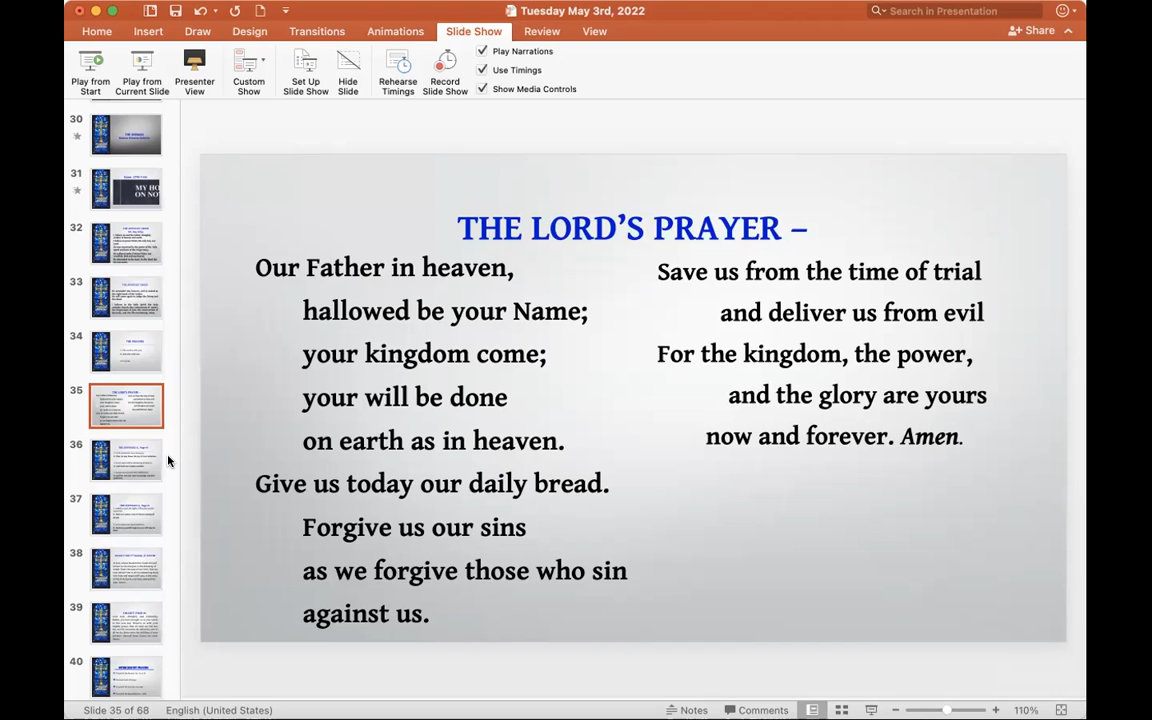 Tuesday May 3rd, 2022
Search in Presentation
Home Insert Draw Design Transitions Animations Slide Show Review View
Share
Play from Start
Play from Current Slide
Presenter View
Custom Show
Set Up Slide Show
Hide Slide
Rehearse Timings
Record Slide Show
Play Narrations
Use Timings
Show Media Controls
30
31
MY HO
ON NO
32
33
34
35
36
37
38
39
40
THE LORD’S PRAYER –
Our Father in heaven,
hallowed be your Name;
your kingdom come;
your will be done
on earth as in heaven.
Give us today our daily bread.
Forgive us our sins
as we forgive those who sin
against us.
Save us from the time of trial
and deliver us from evil
For the kingdom, the power,
and the glory are yours
now and forever. Amen.
Slide 35 of 68 English (United States)
Notes Comments 110%